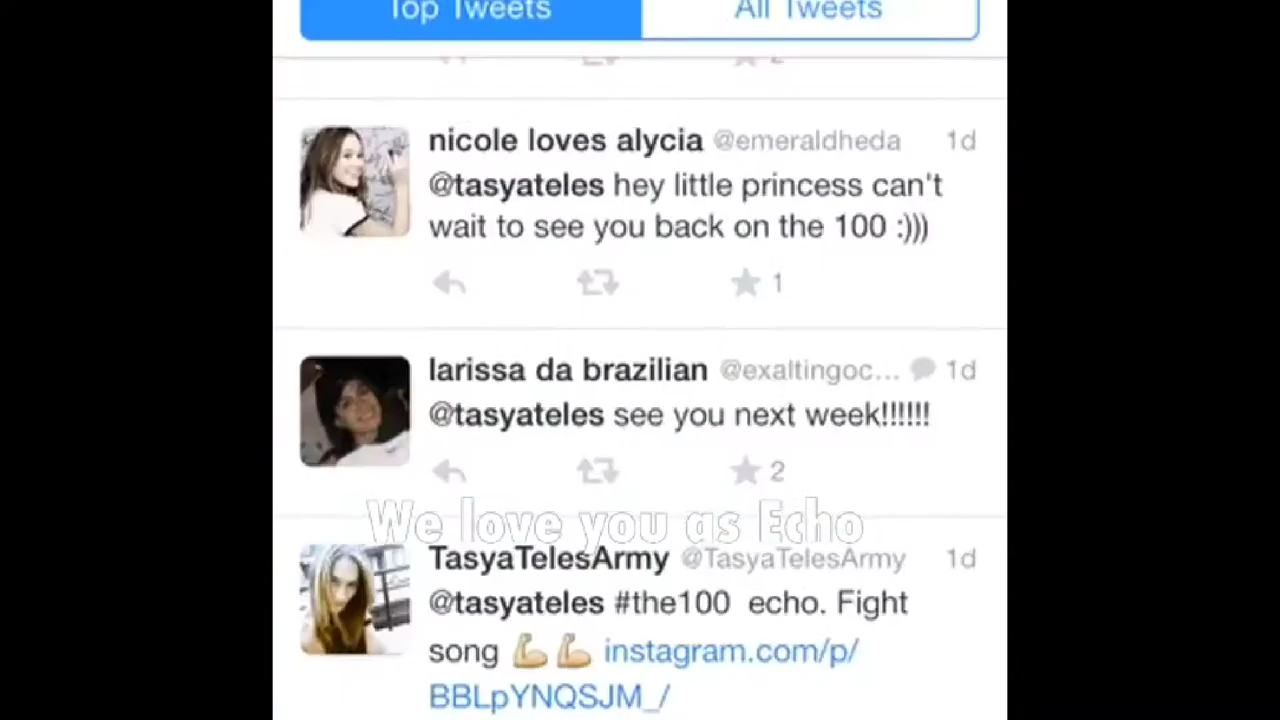 Top Tweets All Tweets
2
nicole loves alycia @emeraldheda 1d
@tasyateles hey little princess can't
wait to see you back on the 100 :)))
1
larissa da brazilian @exaltingoc... 1d
@tasyateles see you next week!!!!!!
2
We love you as Echo
TasyaTelesArmy @TasyaTelesArmy 1d
@tasyateles #the100 echo. Fight
song 💪💪 instagram.com/p/
BBLpYNQSJM_/